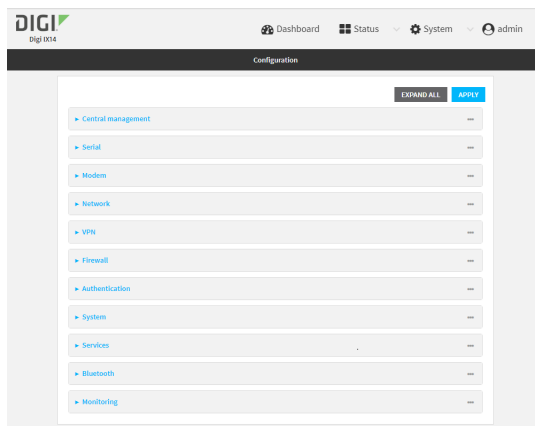 DIGI
Digi IX14
Dashboard Status System admin
Configuration
EXPAND ALL APPLY
Central management
Serial
Modem
Network
VPN
Firewall
Authentication
System
Services
Bluetooth
Monitoring